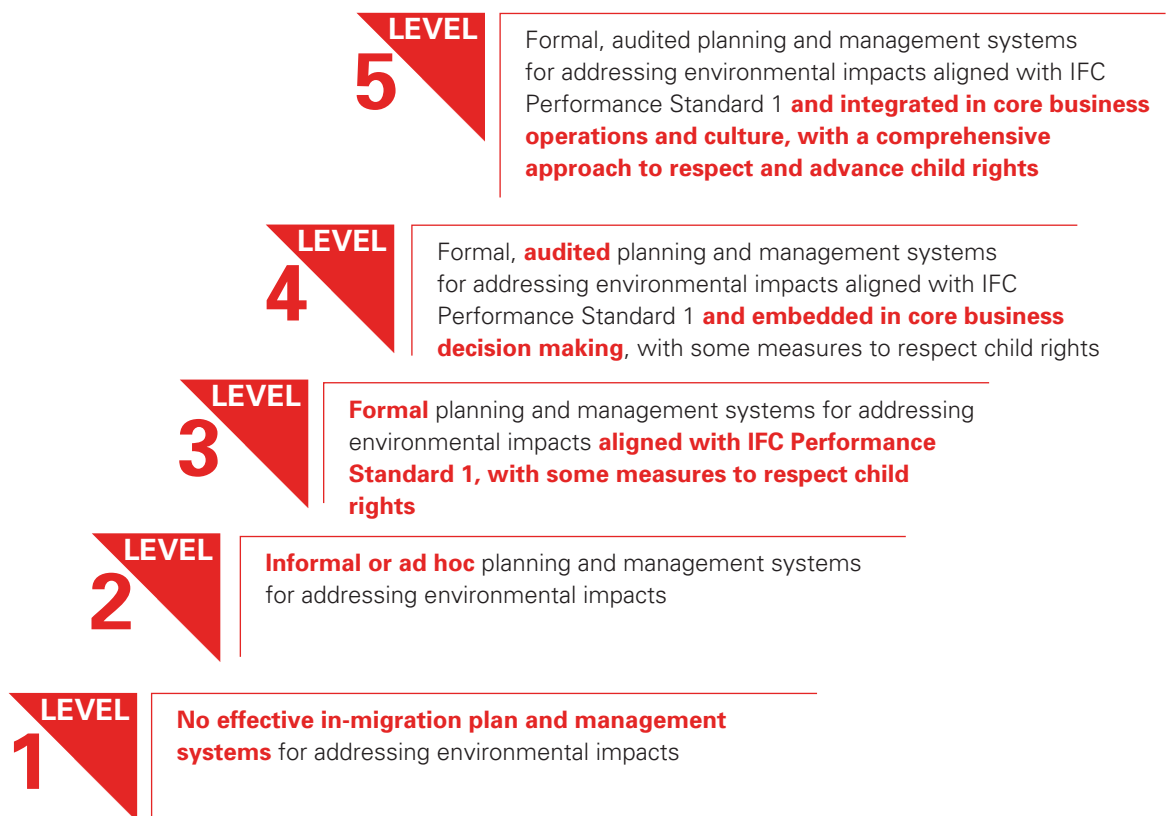 LEVEL
5
Formal, audited planning and management systems
for addressing environmental impacts aligned with IFC
Performance Standard 1 and integrated in core business
operations and culture, with a comprehensive
approach to respect and advance child rights
LEVEL
4
Formal, audited planning and management systems
for addressing environmental impacts aligned with IFC
Performance Standard 1 and embedded in core business
decision making, with some measures to respect child rights
LEVEL
3
Formal planning and management systems for addressing
environmental impacts aligned with IFC Performance
Standard 1, with some measures to respect child
rights
LEVEL
2
Informal or ad hoc planning and management systems
for addressing environmental impacts
LEVEL
1
No effective in-migration plan and management
systems for addressing environmental impacts